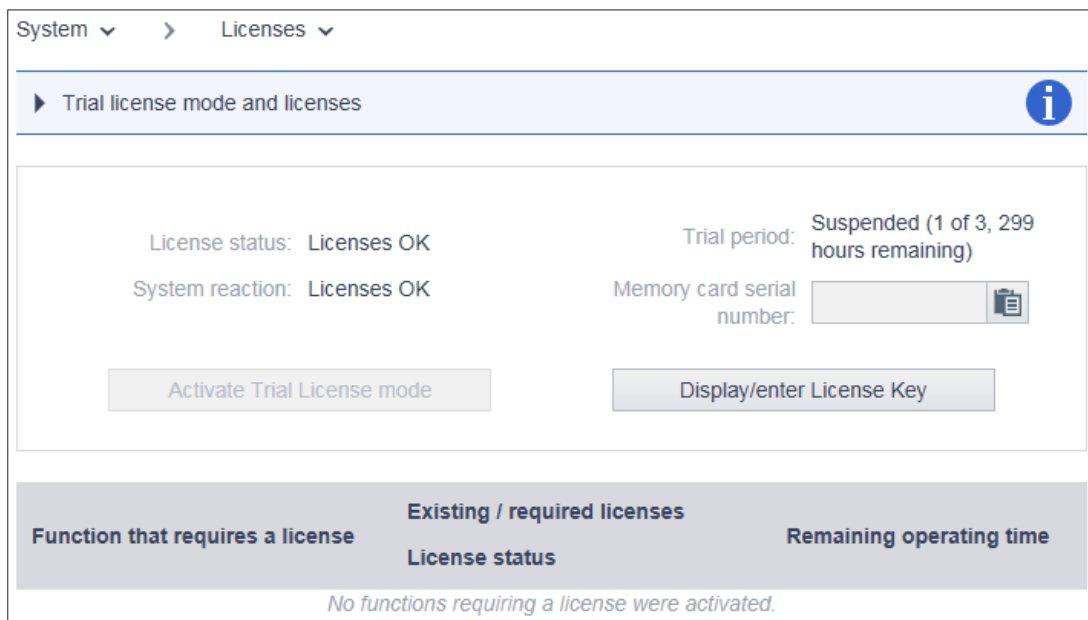 System
Licenses
Trial license mode and licenses
i
License status: Licenses OK
Trial period: Suspended (1 of 3, 299
hours remaining)
System reaction: Licenses OK
Memory card serial
number:
Activate Trial License mode
Display/enter License Key
Function that requires a license
Existing / required licenses
License status
Remaining operating time
No functions requiring a license were activated.